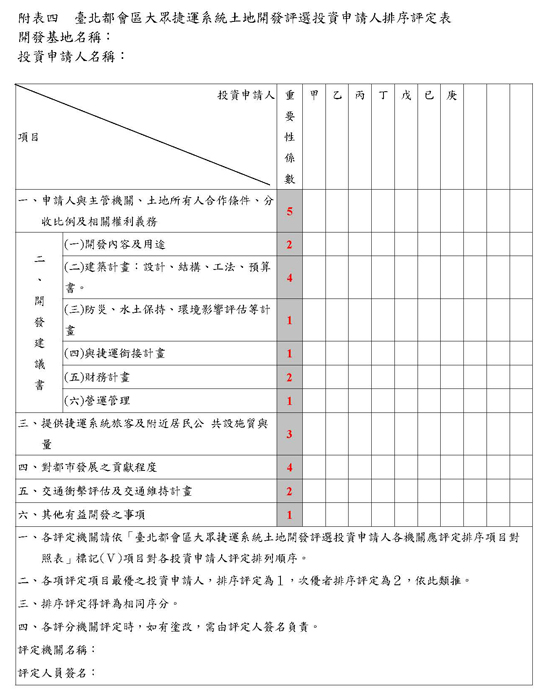 附表四　臺北都會區大眾捷運系統土地開發評選投資申請人排序評定表
開發基地名稱：
投資申請人名稱：
投資申請人
項目
重要性係數
甲 乙 丙 丁 戊 已 庚
一、申請人與主管機關、土地所有人合作條件、分
收比例及相關權利義務
5
二、開發建議書
(一)開發內容及用途
2
(二)建築計畫：設計、結構、工法、預算
書。
4
(三)防災、水土保持、環境影響評估等計
畫
1
(四)與捷運銜接計畫
1
(五)財務計畫
2
(六)營運管理
1
三、提供捷運系統旅客及附近居民公 共設施質與
量
3
四、對都市發展之貢獻程度
4
五、交通衝擊評估及交通維持計畫
2
六、其他有益開發之事項
1
一、各評定機關請依「臺北都會區大眾捷運系統土地開發評選投資申請人各機關應評定排序項目對
照表」標記(Ｖ)項目對各投資申請人評定排列順序。
二、各項評定項目最優之投資申請人，排序評定為１，次優者排序評定為２，依此類推。
三、排序評定得評為相同序分。
四、各評分機關評定時，如有塗改，需由評定人簽名負責。
評定機關名稱：
評定人員簽名：